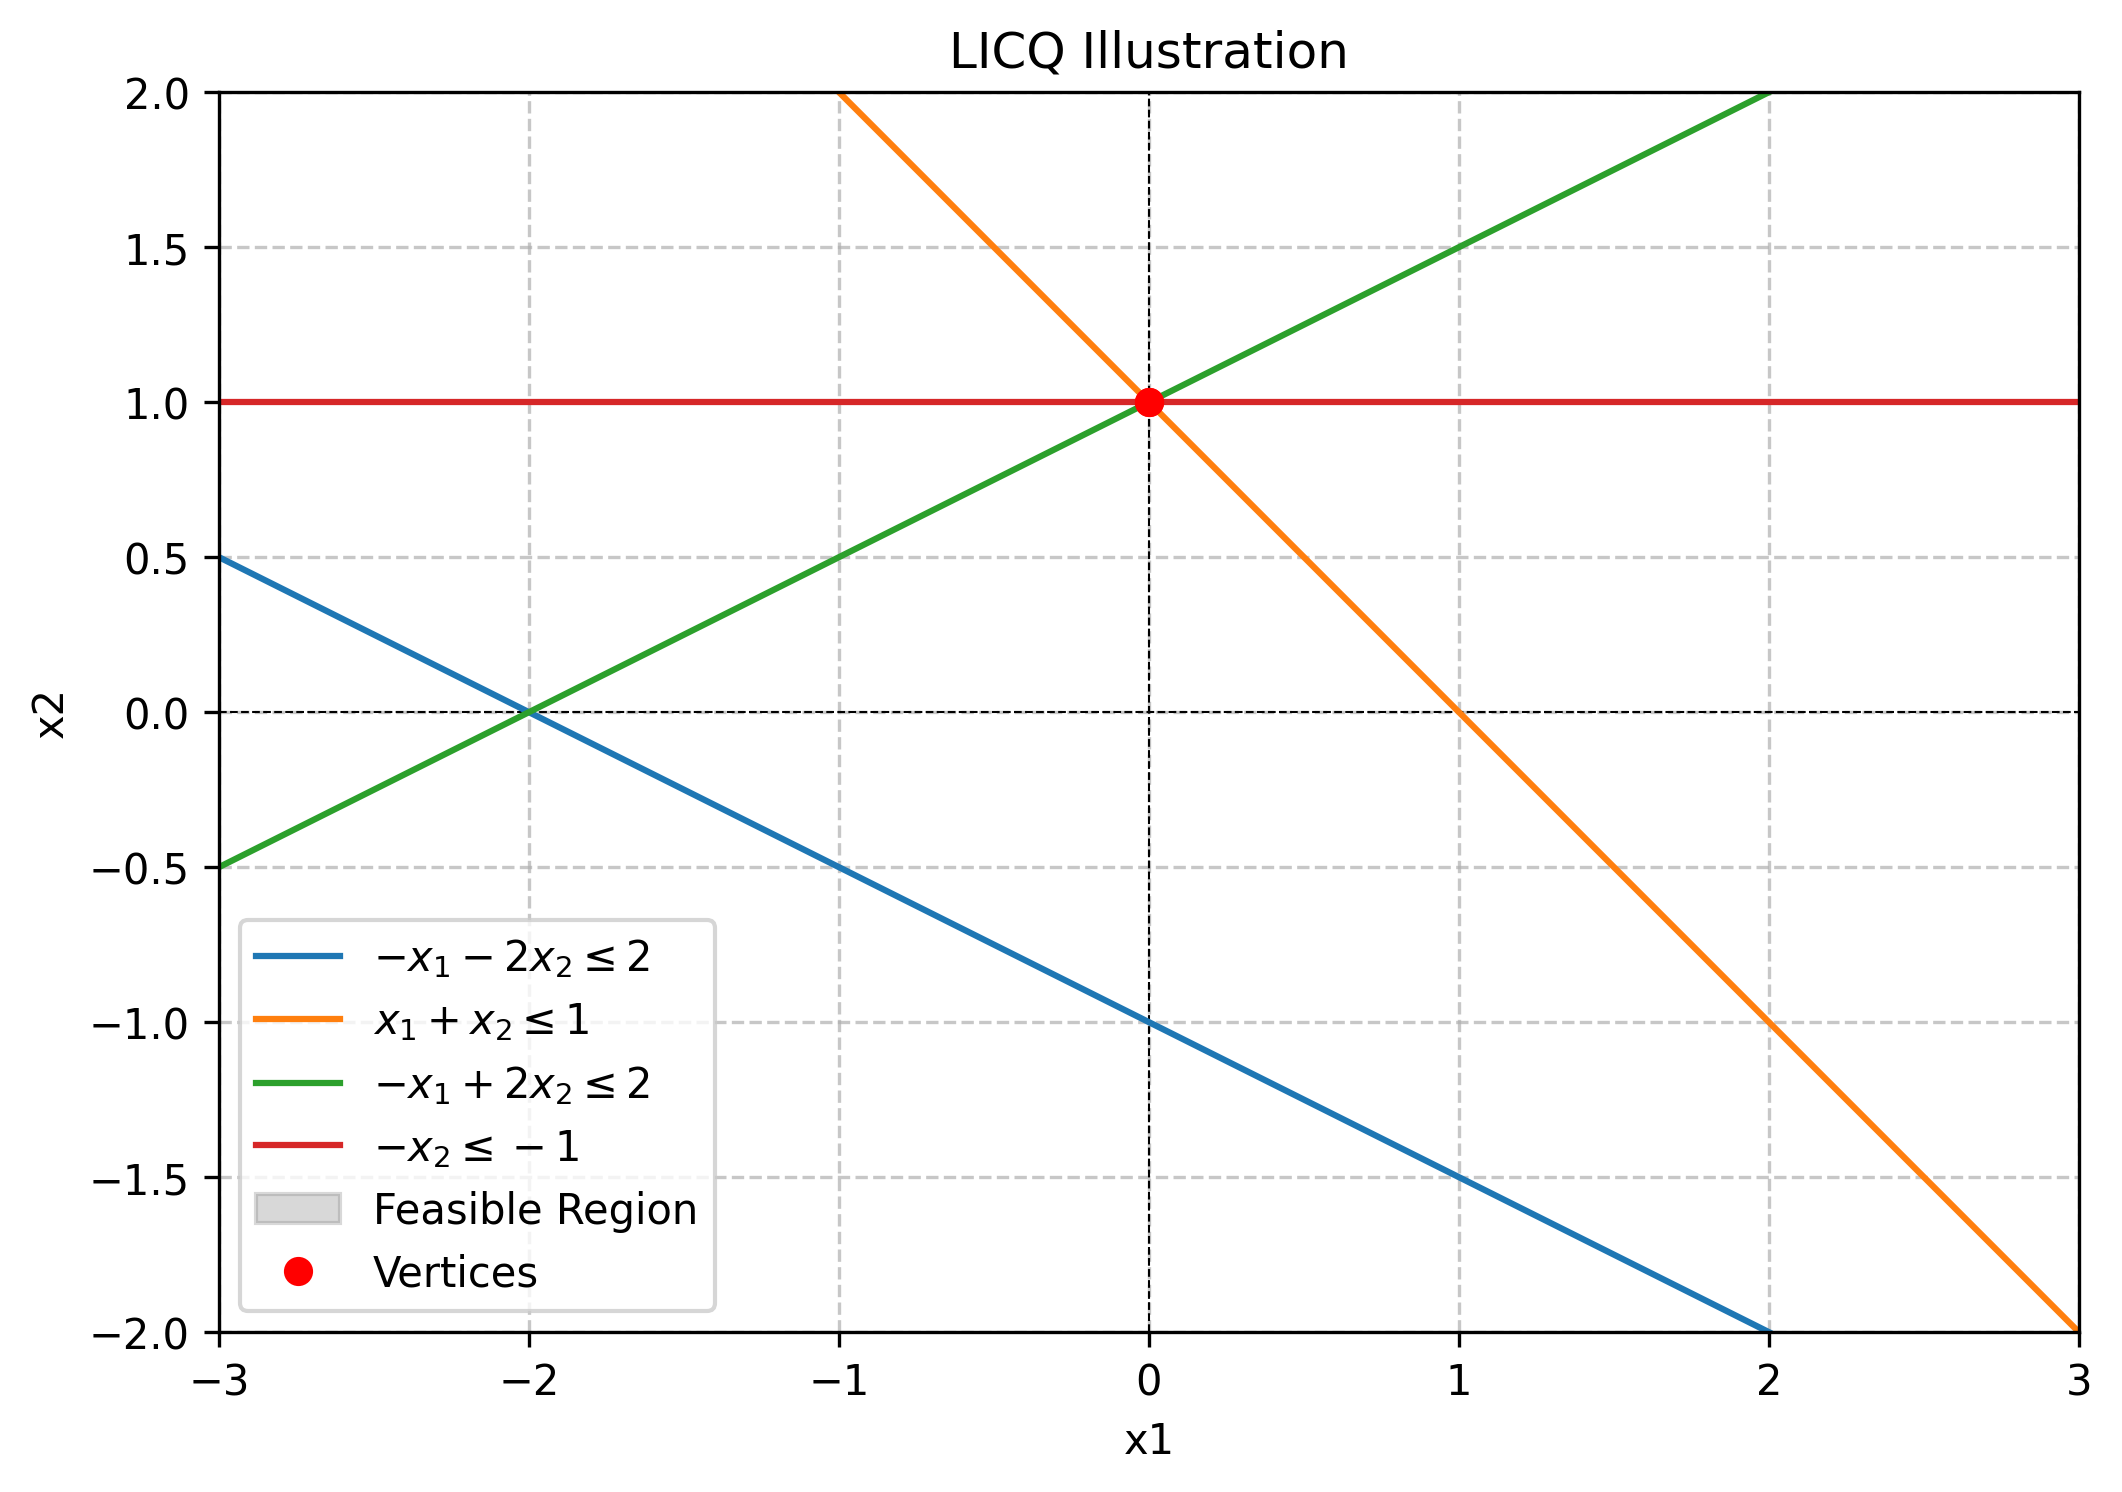 LICQ Illustration
2.0
1.5
1.0
0.5
0.0
−0.5
−1.0
−1.5
−2.0
x2
−x₁ − 2x₂ ≤ 2
x₁ + x₂ ≤ 1
−x₁ + 2x₂ ≤ 2
−x₂ ≤ −1
Feasible Region
Vertices
−3 −2 −1 0 1 2 3
x1